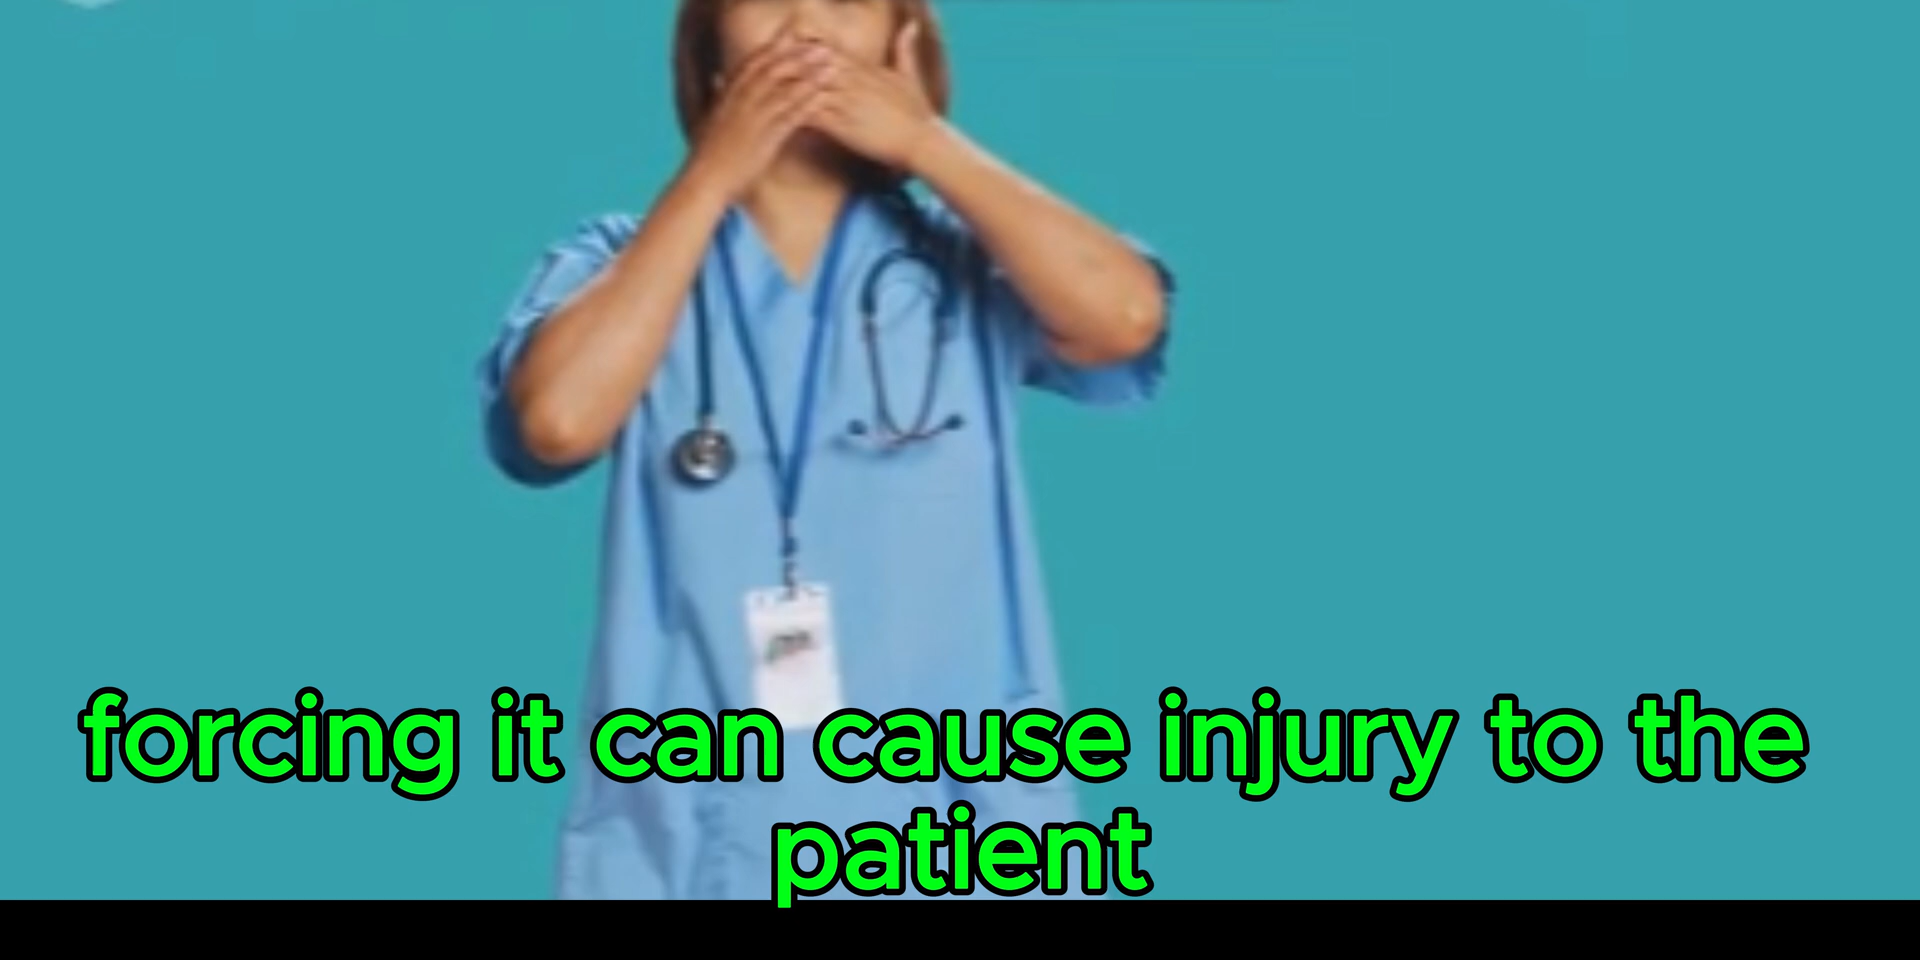 forcing it can cause injury to the
patient